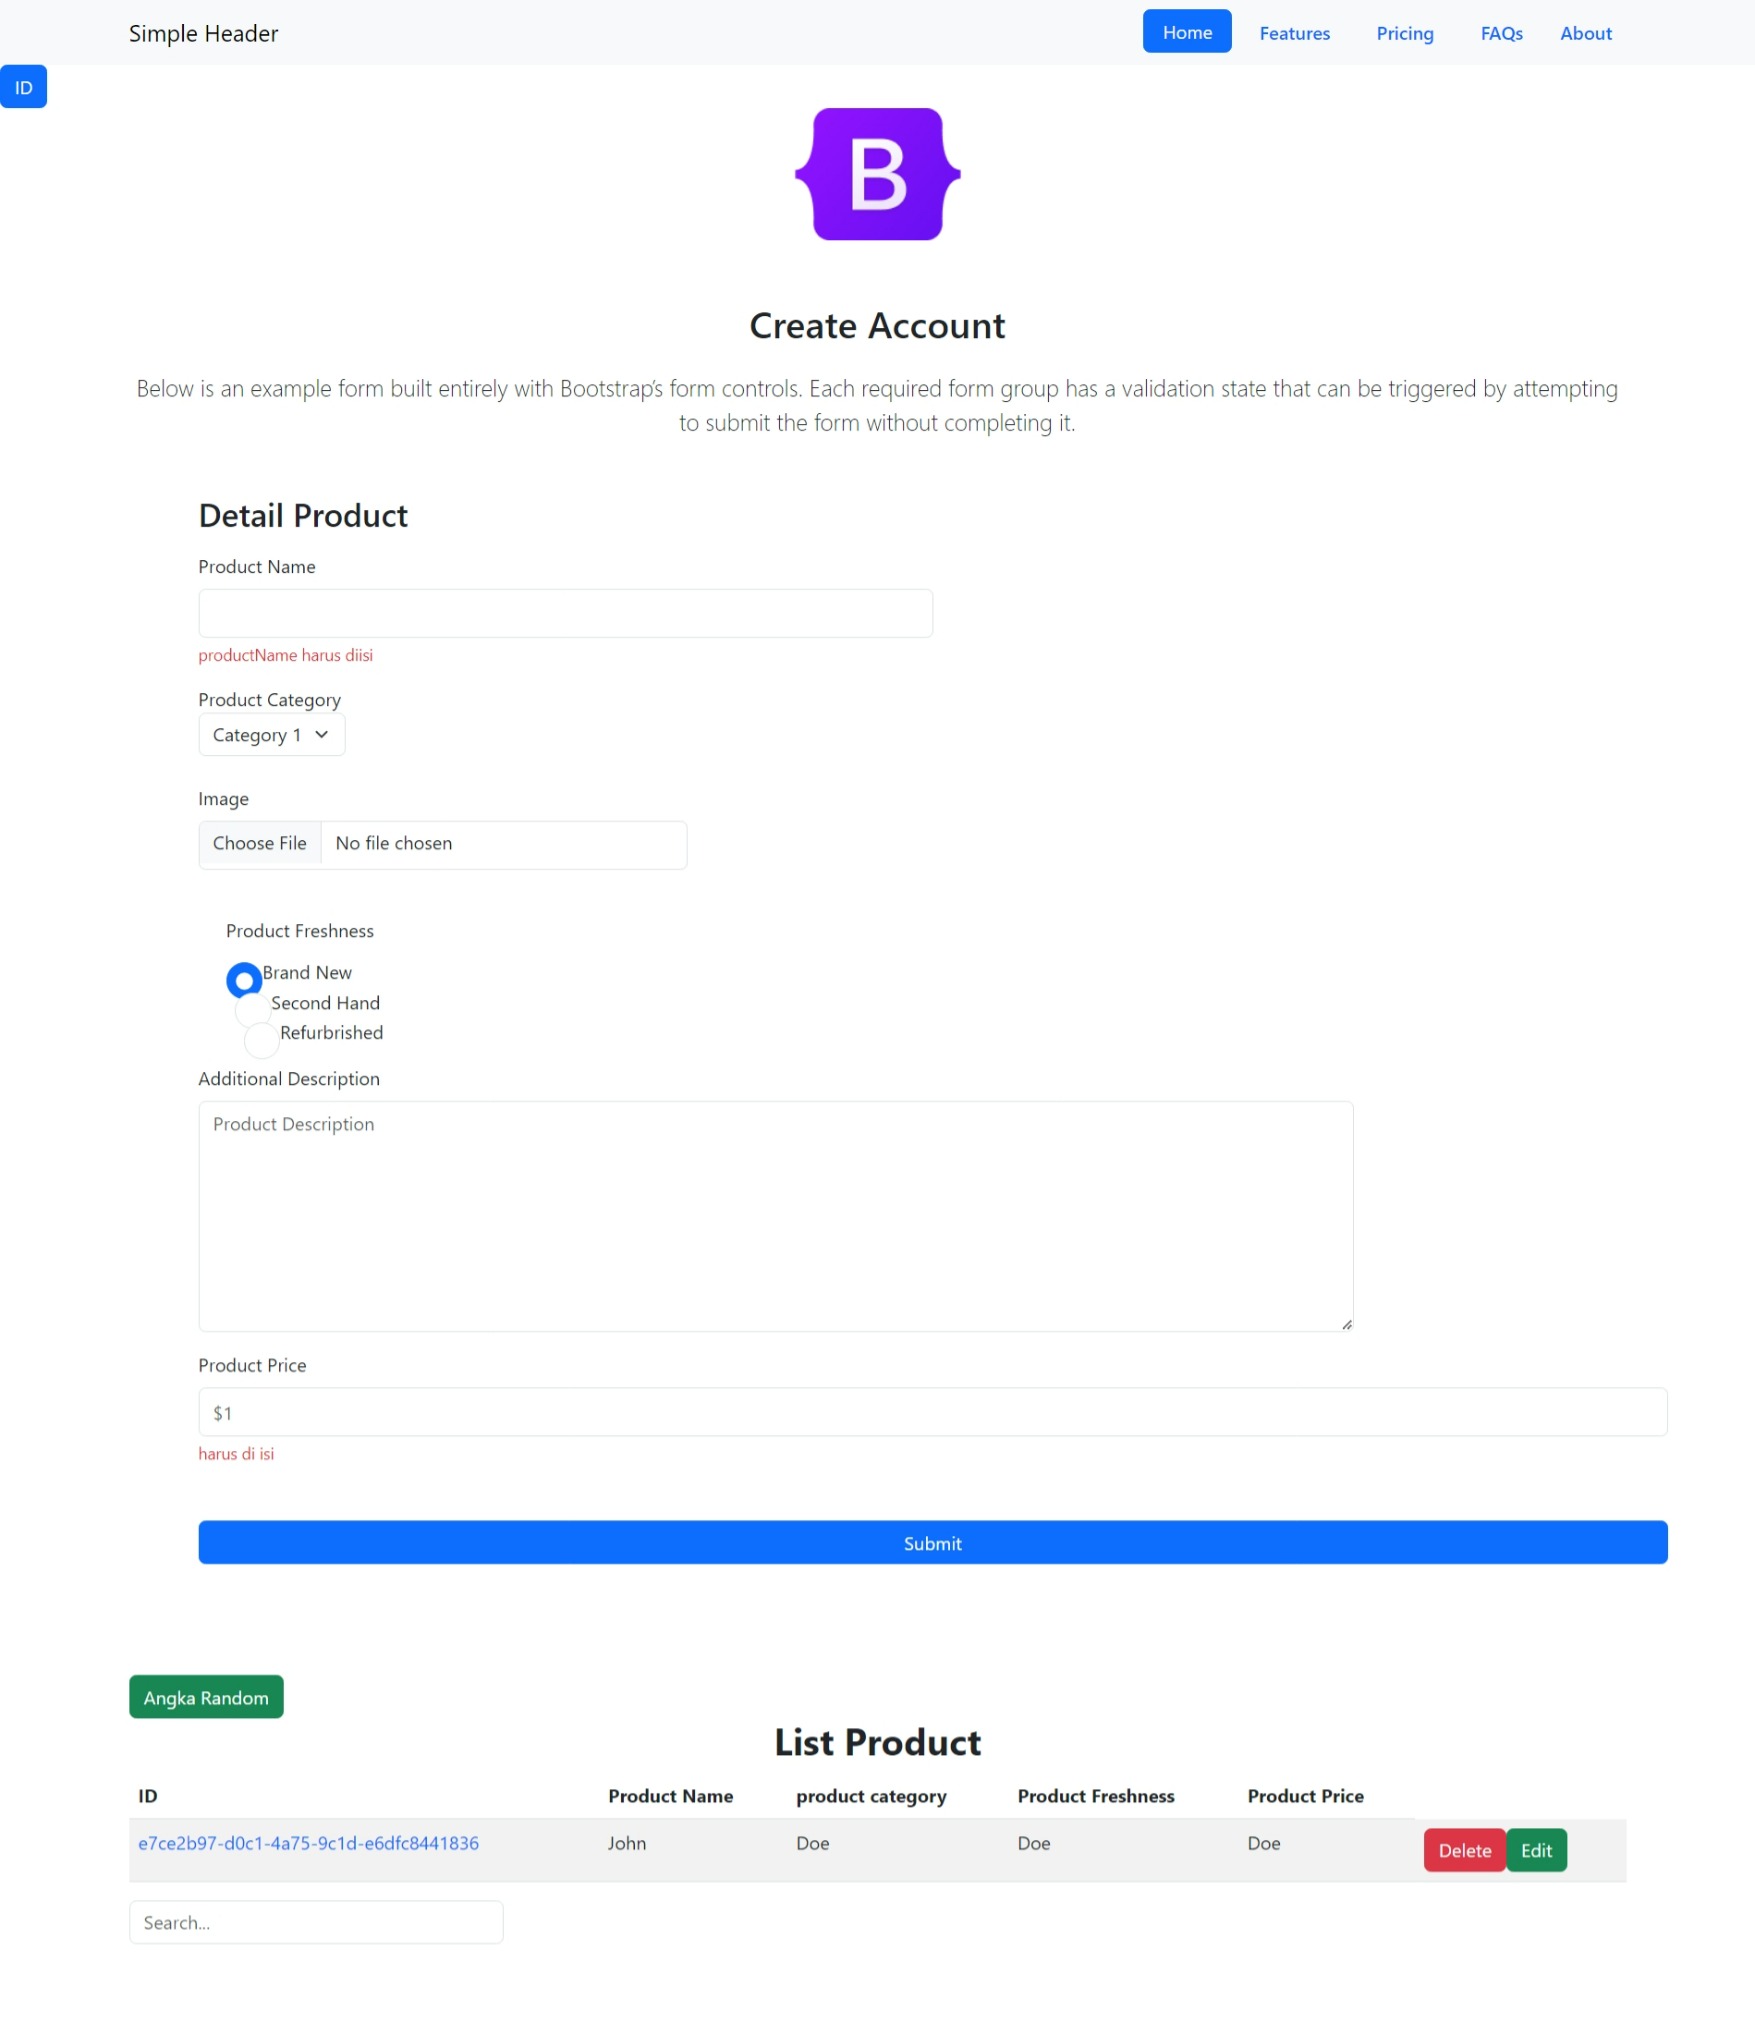 Simple Header
Home Features Pricing FAQs About
ID
B
Create Account
Below is an example form built entirely with Bootstrap’s form controls. Each required form group has a validation state that can be triggered by attempting
to submit the form without completing it.
Detail Product
Product Name
productName harus diisi
Product Category
Category 1
Image
Choose File No file chosen
Product Freshness
Brand New
Second Hand
Refurbrished
Additional Description
Product Description
Product Price
$1
harus di isi
Submit
Angka Random
List Product
ID Product Name product category Product Freshness Product Price
e7ce2b97-d0c1-4a75-9c1d-e6dfc8441836 John Doe Doe Doe Delete Edit
Search...